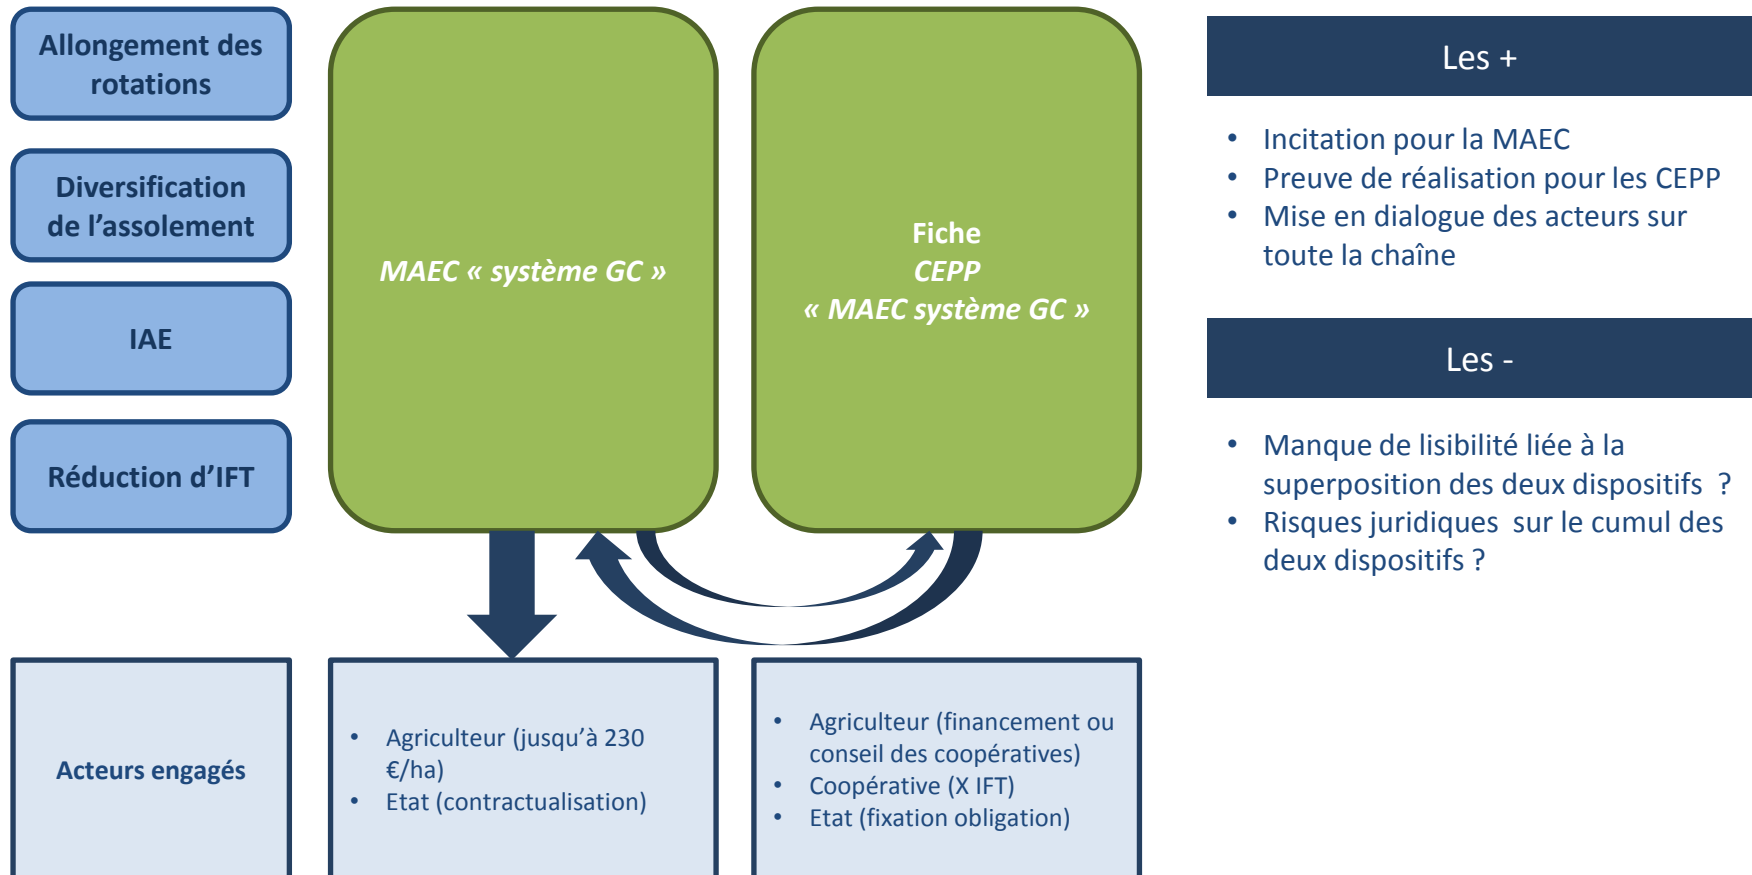 Allongement des
rotations
Diversification
de l’assolement
IAE
Réduction d’IFT
MAEC « système GC »
Fiche
CEPP
« MAEC système GC »
Les +
• Incitation pour la MAEC
• Preuve de réalisation pour les CEPP
• Mise en dialogue des acteurs sur
toute la chaîne
Les -
• Manque de lisibilité liée à la
superposition des deux dispositifs ?
• Risques juridiques sur le cumul des
deux dispositifs ?
Acteurs engagés
• Agriculteur (jusqu’à 230
€/ha)
• Etat (contractualisation)
• Agriculteur (financement ou
conseil des coopératives)
• Coopérative (X IFT)
• Etat (fixation obligation)